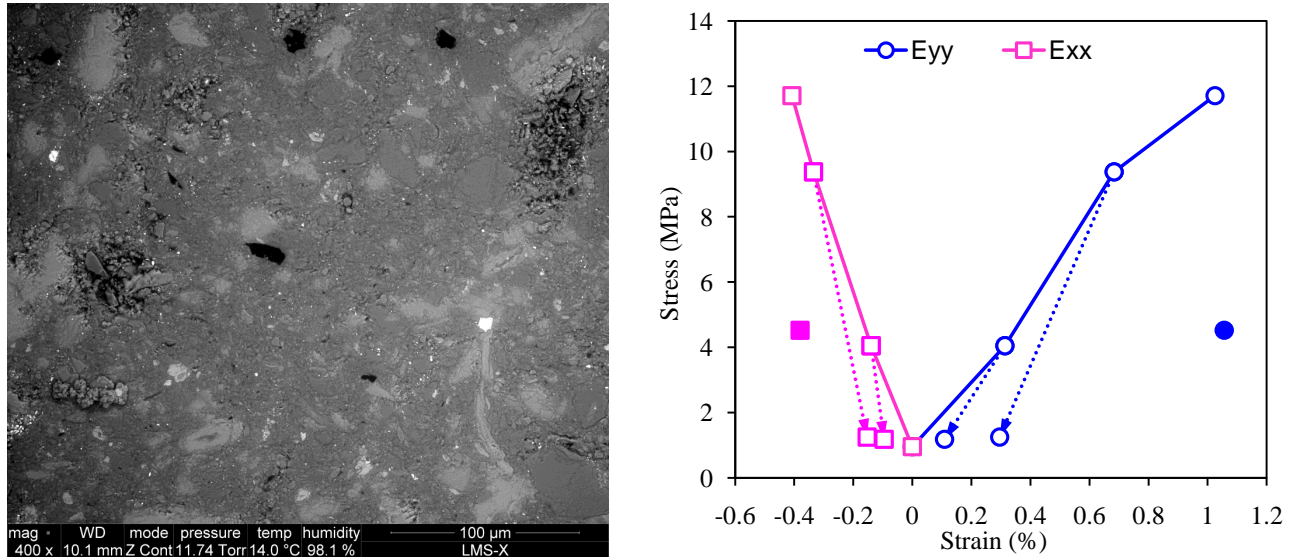 mag WD mode pressure temp humidity 100 µm
400 x 10.1 mm Z Cont 11.74 Torr 14.0 °C 98.1 % LMS-X
14
12
10
8
6
4
2
0
Stress (MPa)
Eyy Exx
-0.6 -0.4 -0.2 0 0.2 0.4 0.6 0.8 1 1.2
Strain (%)